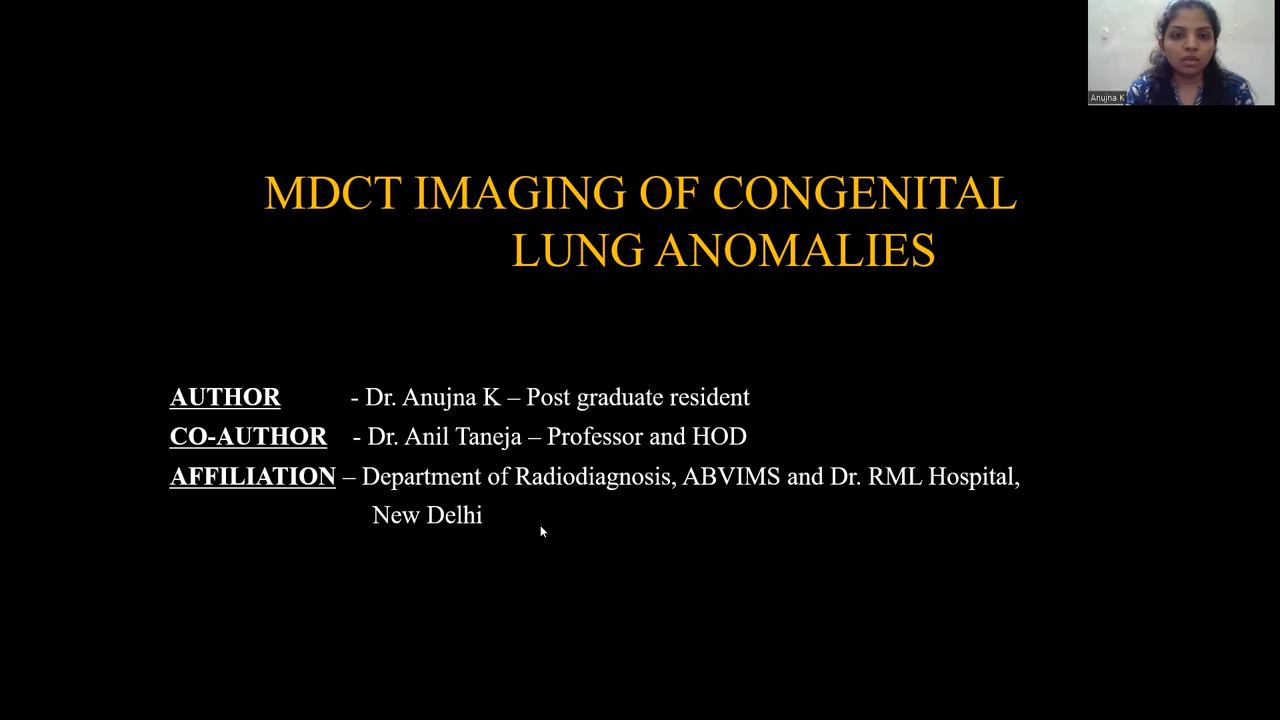 Anujna K
MDCT IMAGING OF CONGENITAL
LUNG ANOMALIES
AUTHOR - Dr. Anujna K – Post graduate resident
CO-AUTHOR - Dr. Anil Taneja – Professor and HOD
AFFILIATION – Department of Radiodiagnosis, ABVIMS and Dr. RML Hospital,
New Delhi